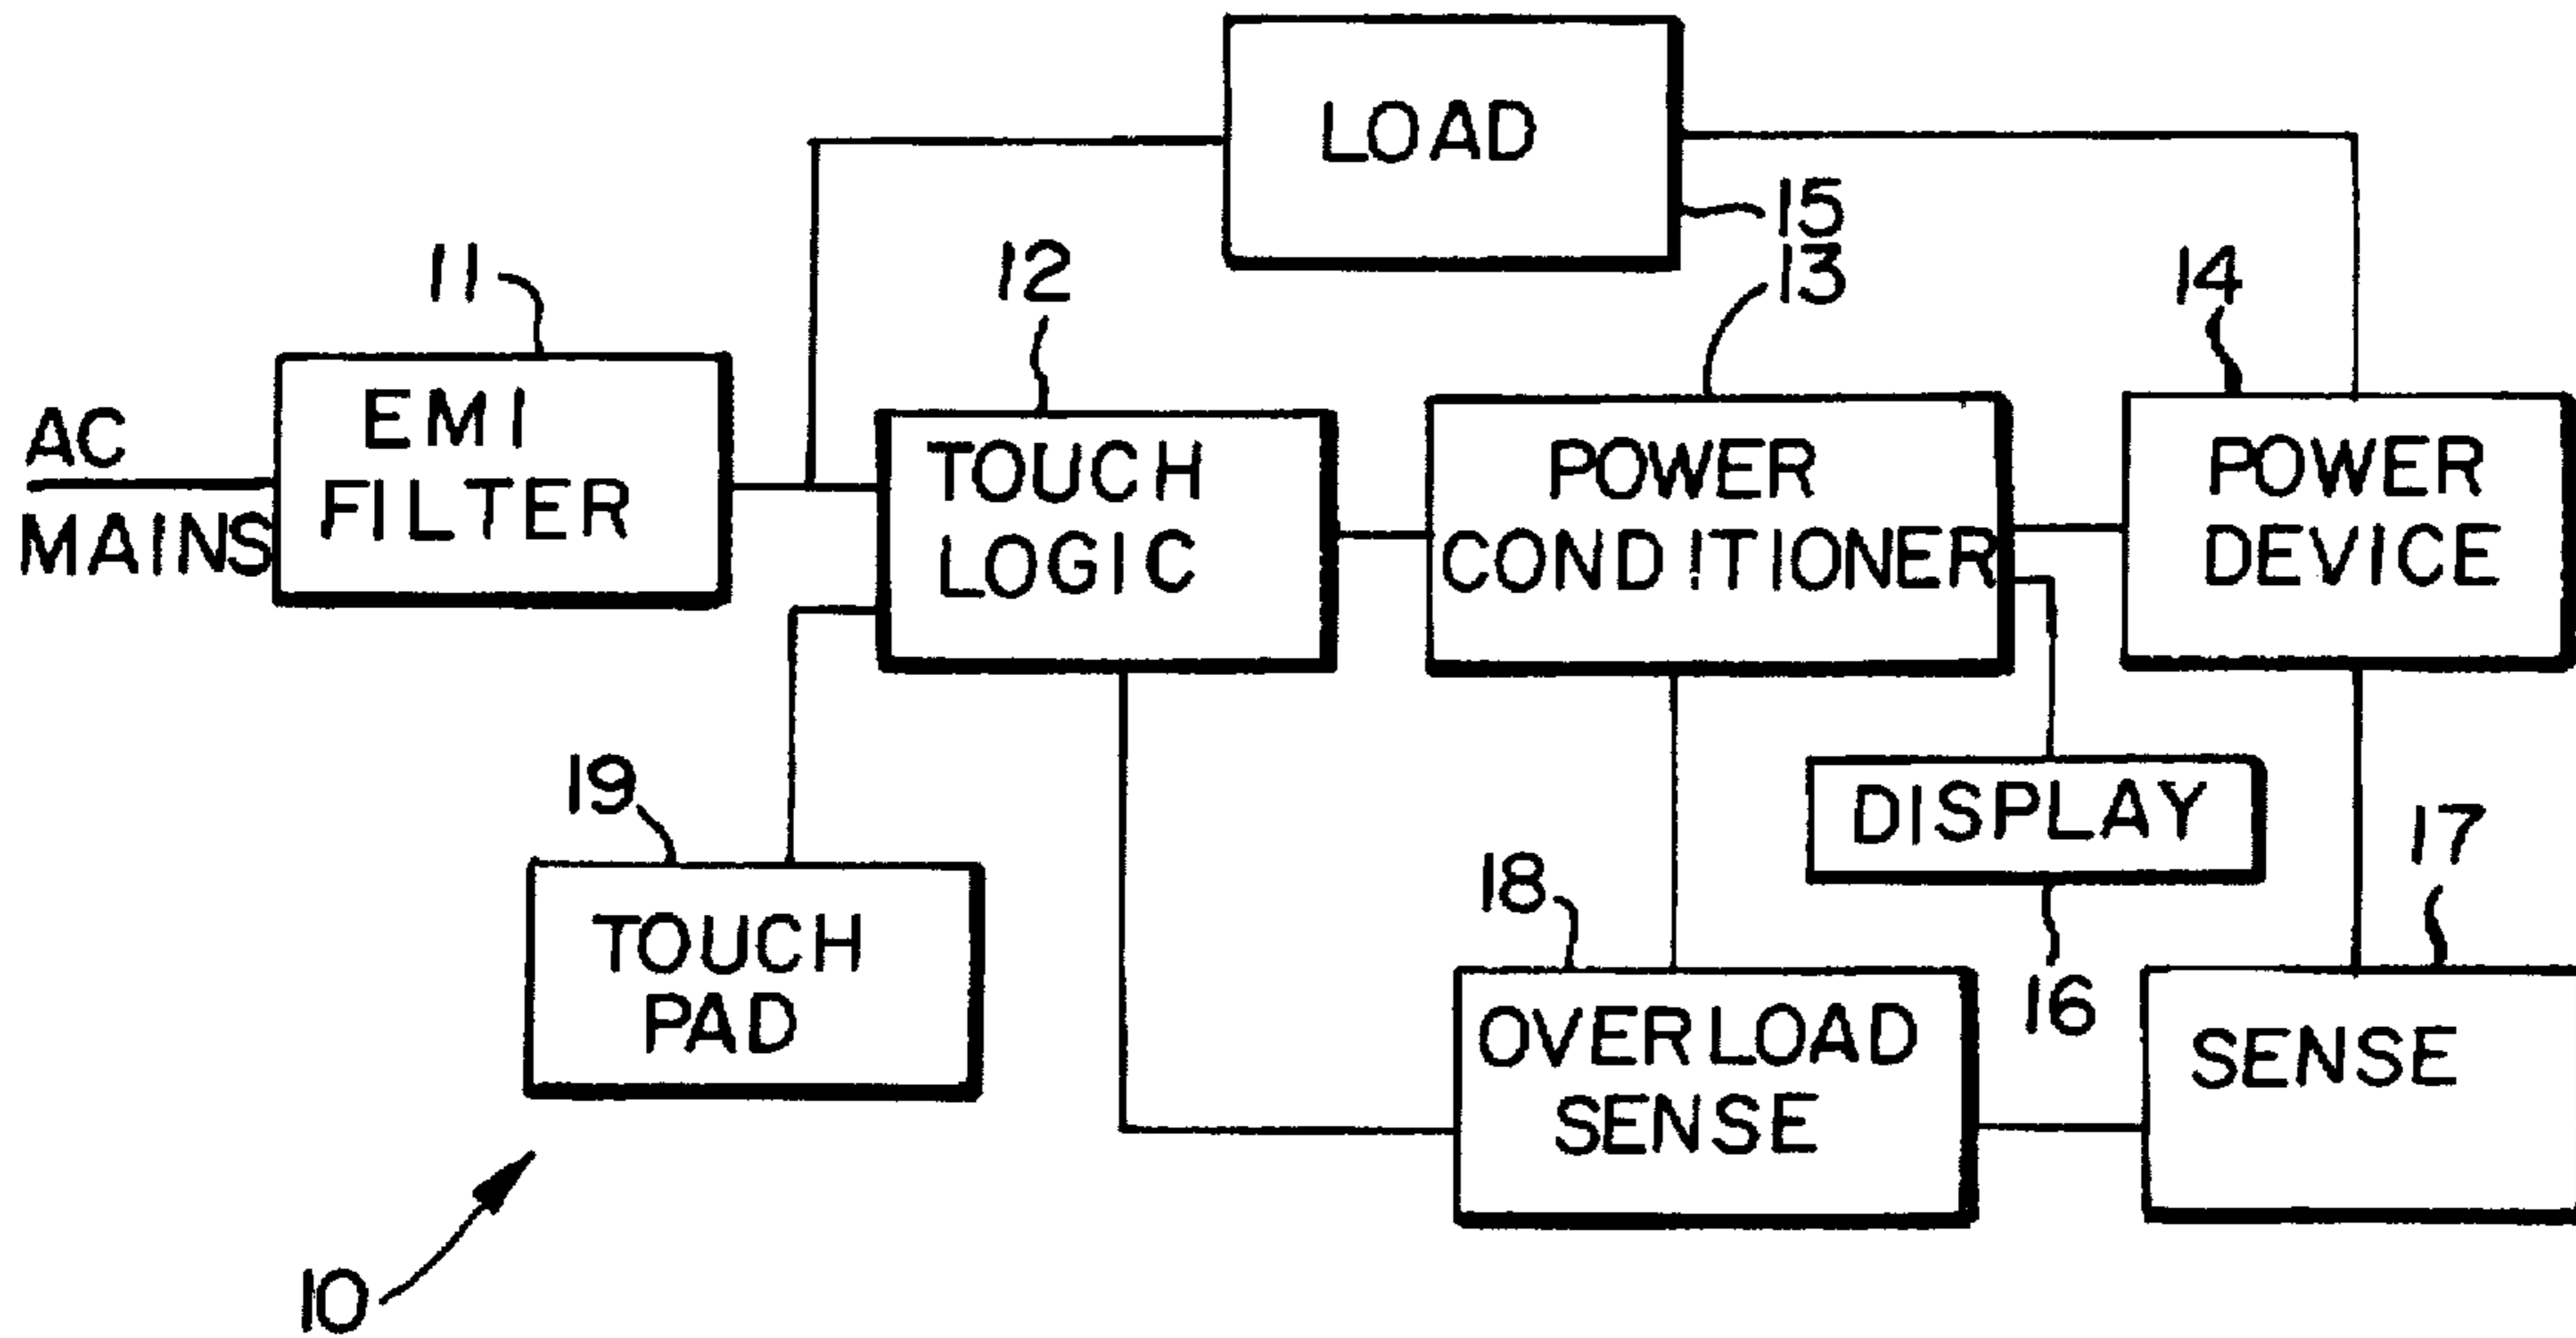 LOAD
15
13
11
12
14
AC
MAINS
EMI
FILTER
TOUCH
LOGIC
POWER
CONDITIONER
POWER
DEVICE
19
DISPLAY
17
18
16
TOUCH
PAD
OVERLOAD
SENSE
SENSE
10